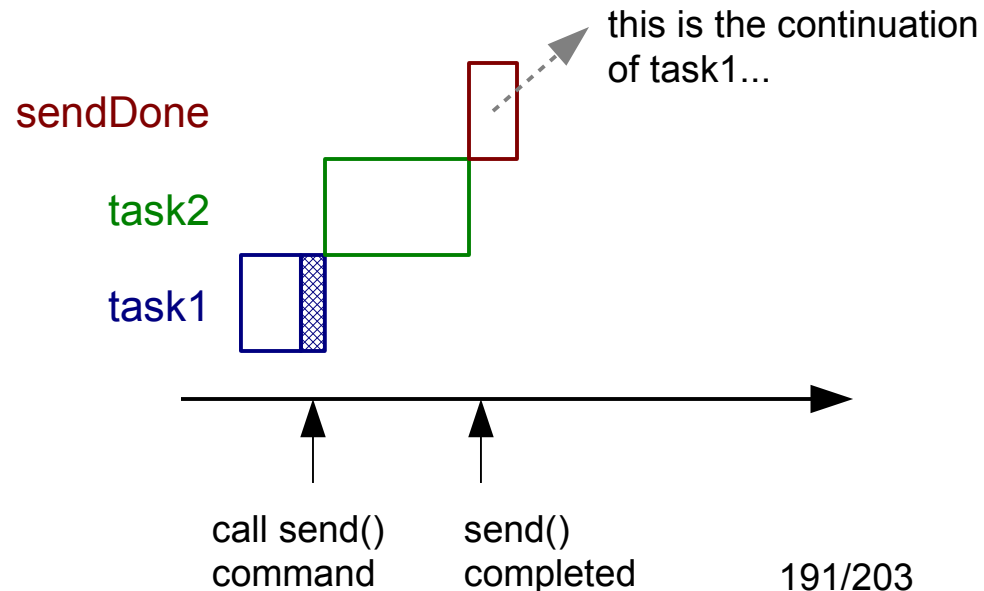 this is the continuation
of task1...
sendDone
task2
task1
call send()
command
send()
completed
191/203